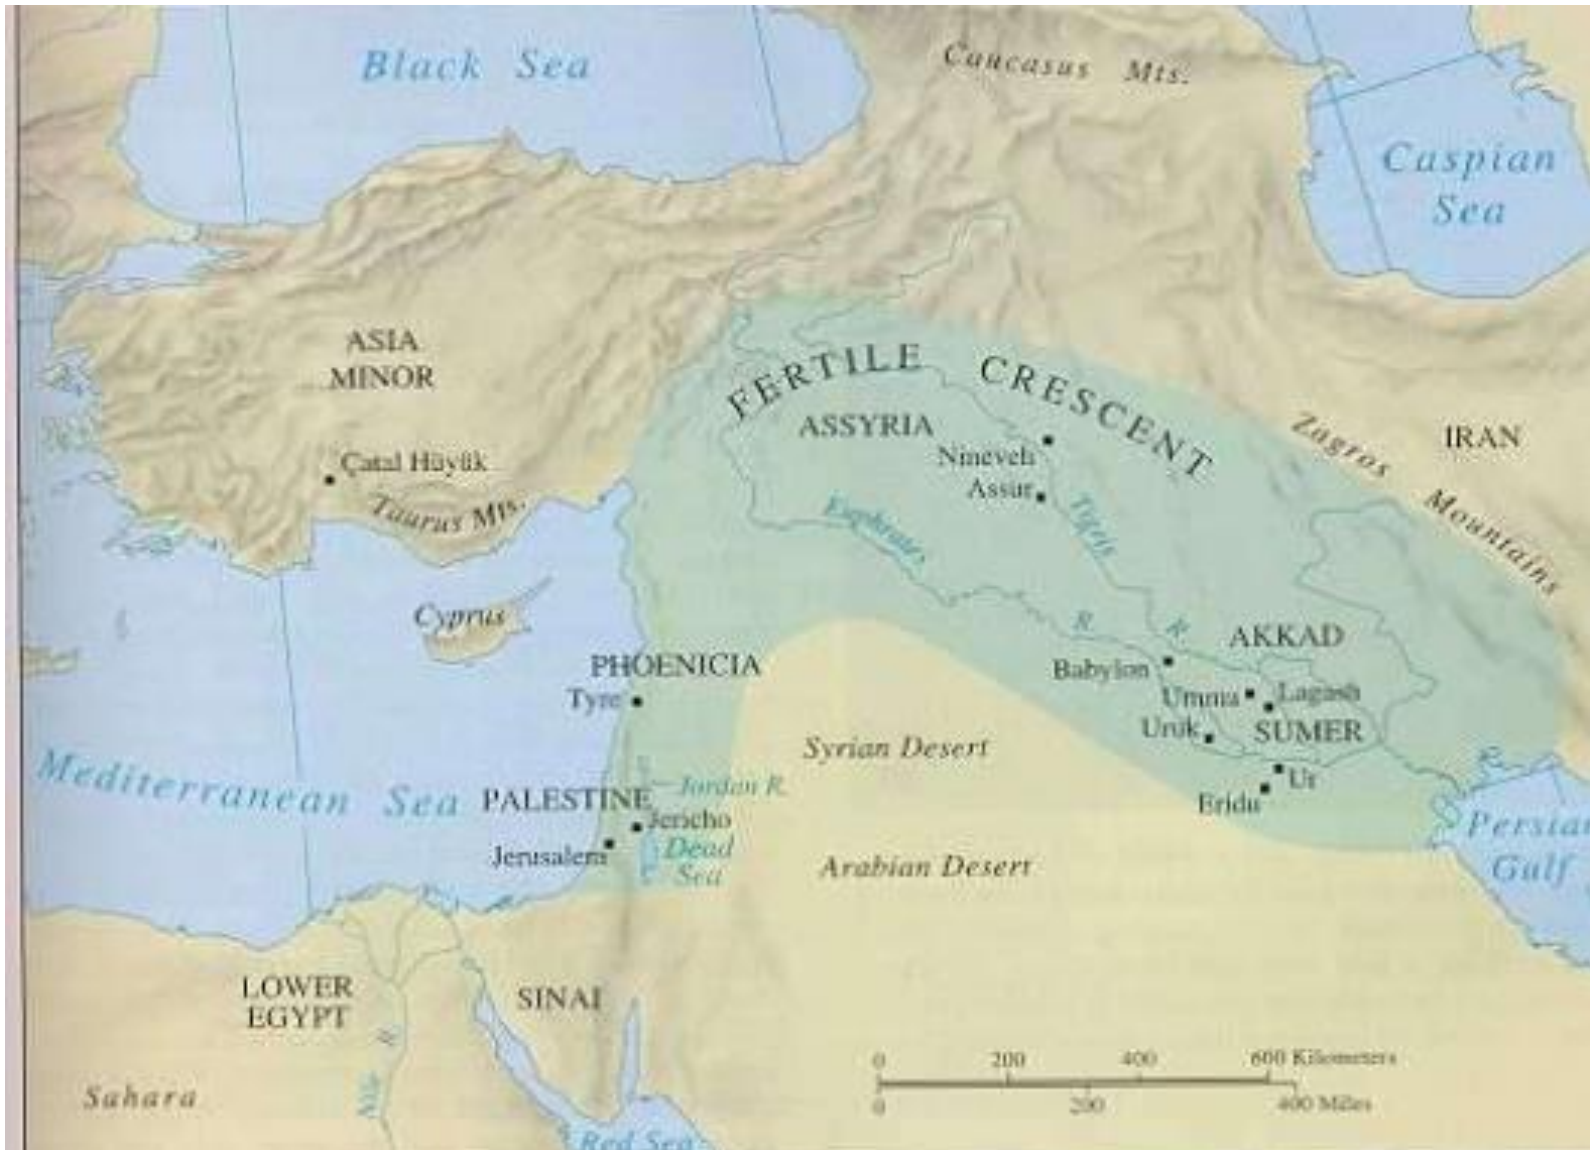 Black Sea
Caucasus Mts.
Caspian
Sea
ASIA
MINOR
FERTILE CRESCENT
ASSYRIA
Zagros Mountains
IRAN
Çatal Hüyük
Taurus Mts.
Nineveh
Assur
Tigris R.
Euphrates R.
Cyprus
AKKAD
PHOENICIA
Babylon
Tyre
Umma
Lagash
Uruk
SUMER
Syrian Desert
Mediterranean Sea
Jordan R.
PALESTINE
Ur
Eridu
Jericho
Jerusalem
Dead
Sea
Persian
Gulf
Arabian Desert
LOWER
EGYPT
SINAI
Nile R.
Sahara
0 200 400 600 Kilometers
0 200 400 Miles
Red Sea